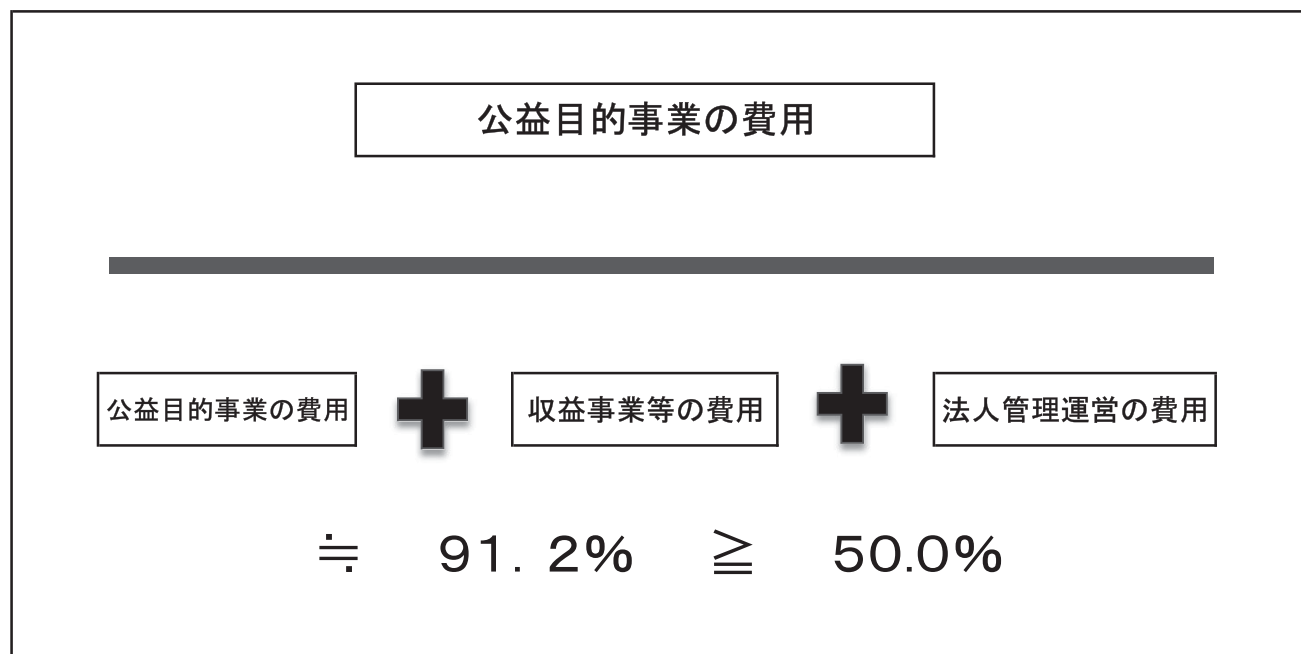 公益目的事業の費用
公益目的事業の費用 + 収益事業等の費用 + 法人管理運営の費用
≒ 91. 2% ≧ 50.0%